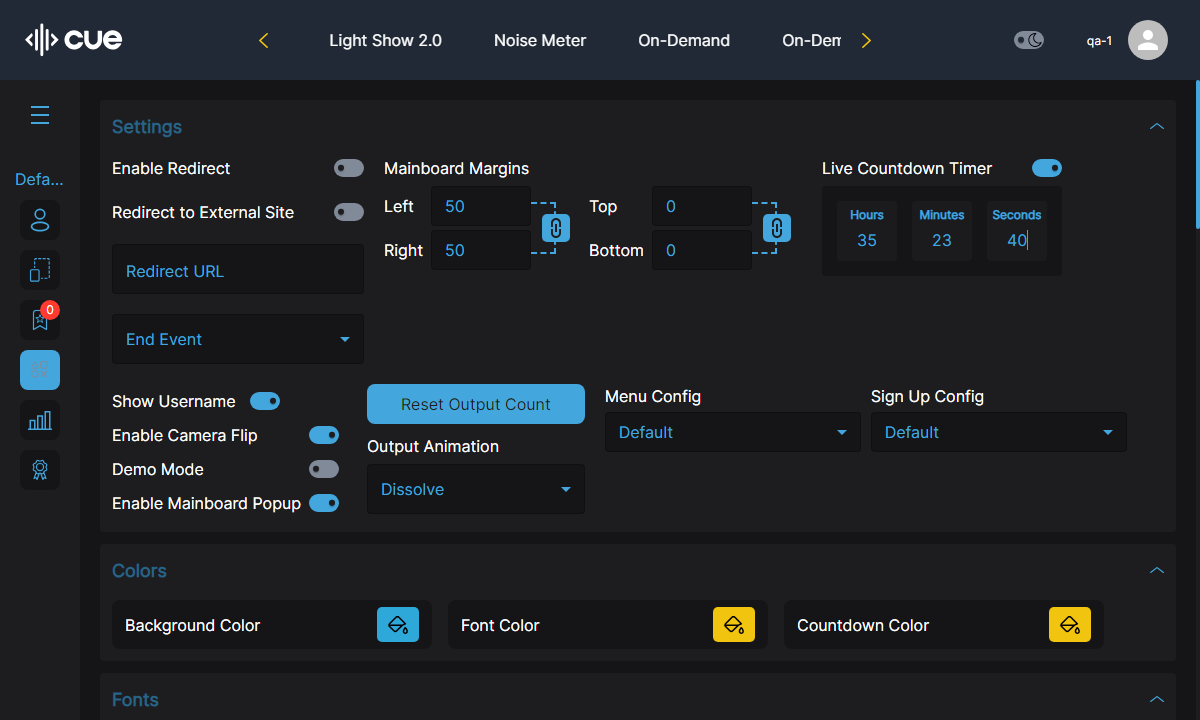 cue
Light Show 2.0
Noise Meter
On-Demand
On-Dem
qa-1
Defa...
0
Settings
Enable Redirect
Redirect to External Site
Redirect URL
End Event
Mainboard Margins
Left 50
Right 50
Top 0
Bottom 0
Live Countdown Timer
Hours Minutes Seconds
35 23 40
Show Username
Enable Camera Flip
Demo Mode
Enable Mainboard Popup
Reset Output Count
Output Animation
Dissolve
Menu Config
Default
Sign Up Config
Default
Colors
Background Color
Font Color
Countdown Color
Fonts